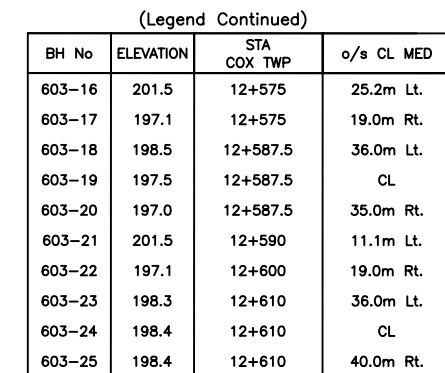 (Legend Continued)
BH No ELEVATION STA COX TWP o/s CL MED
603-16 201.5 12+575 25.2m Lt.
603-17 197.1 12+575 19.0m Rt.
603-18 198.5 12+587.5 36.0m Lt.
603-19 197.5 12+587.5 CL
603-20 197.0 12+587.5 35.0m Rt.
603-21 201.5 12+590 11.1m Lt.
603-22 197.1 12+600 19.0m Rt.
603-23 198.3 12+610 36.0m Lt.
603-24 198.4 12+610 CL
603-25 198.4 12+610 40.0m Rt.